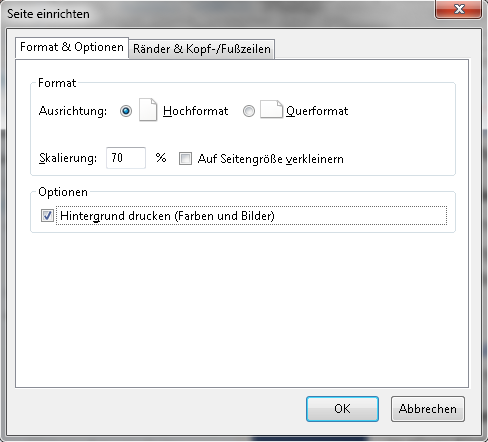 Seite einrichten
Format & Optionen Ränder & Kopf-/Fußzeilen
Format
Ausrichtung: Hochformat Querformat
Skalierung: 70 % Auf Seitengröße verkleinern
Optionen
Hintergrund drucken (Farben und Bilder)
OK Abbrechen